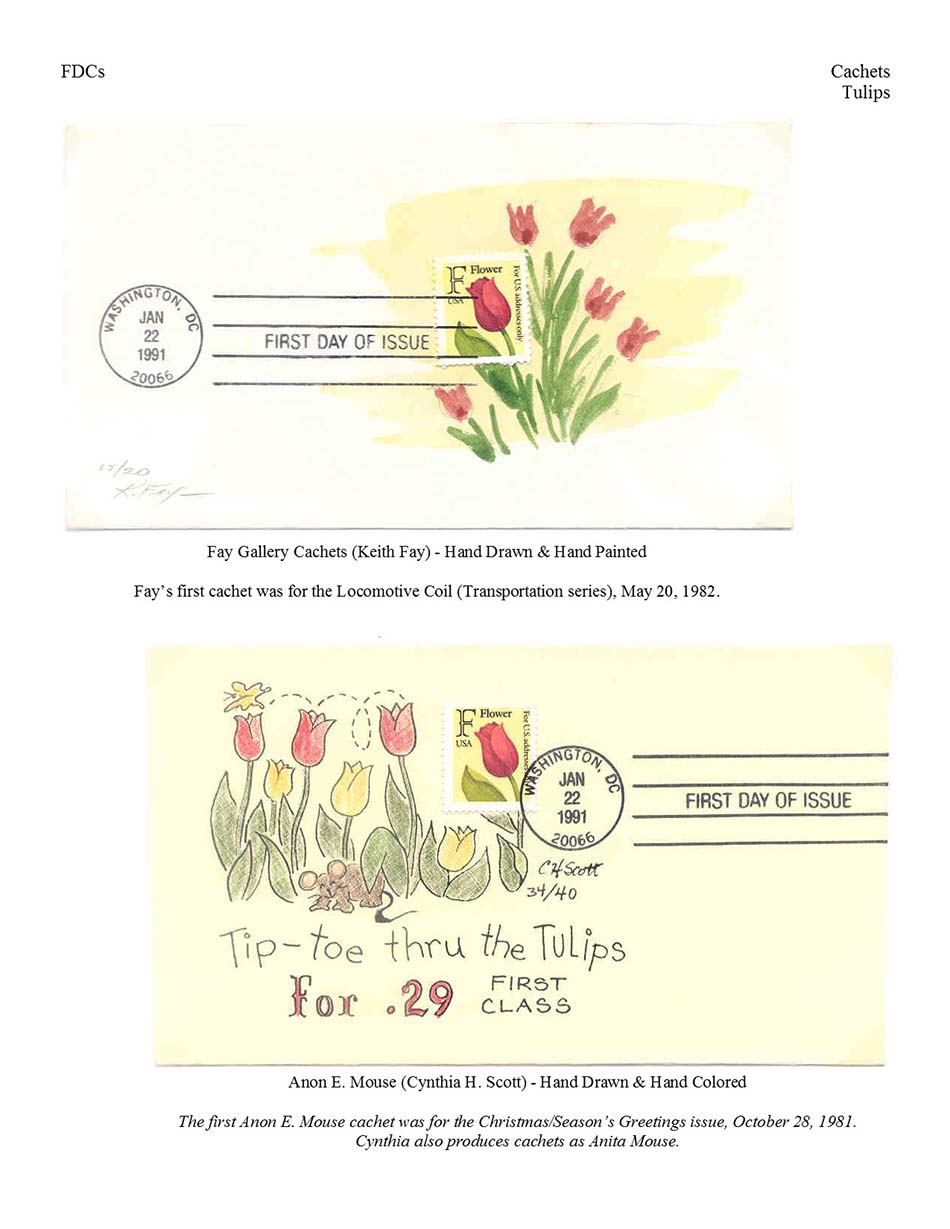 FDCs
Cachets
Tulips
F Flower
USA
For U.S. addresses only
WASHINGTON, DC
JAN
22
1991
20066
FIRST DAY OF ISSUE
15/20
K. Fay
Fay Gallery Cachets (Keith Fay) - Hand Drawn & Hand Painted
Fay's first cachet was for the Locomotive Coil (Transportation series), May 20, 1982.
F Flower
USA
For U.S. addresses
WASHINGTON, DC
JAN
22
1991
20066
FIRST DAY OF ISSUE
CHScott
34/40
Tip-toe thru the Tulips
For .29 FIRST
CLASS
Anon E. Mouse (Cynthia H. Scott) - Hand Drawn & Hand Colored
The first Anon E. Mouse cachet was for the Christmas/Season's Greetings issue, October 28, 1981.
Cynthia also produces cachets as Anita Mouse.